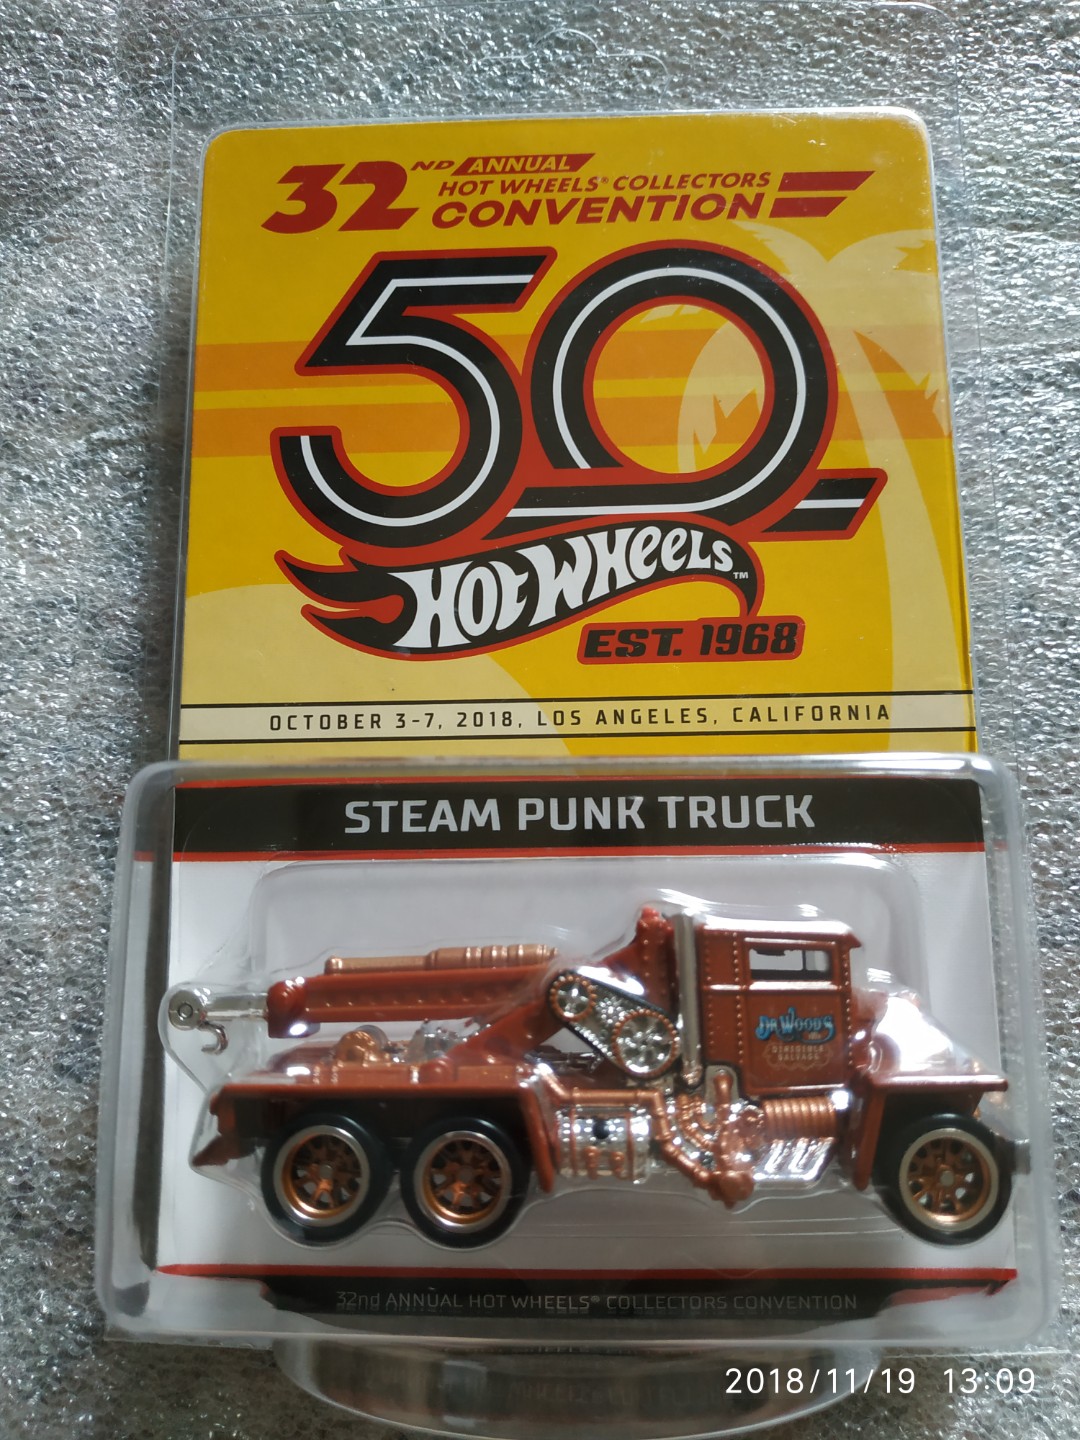 32ND ANNUAL
HOT WHEELS® COLLECTORS
CONVENTION
50
HOT WHEELS™
EST. 1968
OCTOBER 3-7, 2018, LOS ANGELES, CALIFORNIA
STEAM PUNK TRUCK
DR. WOOD'S
32nd ANNUAL HOT WHEELS® COLLECTORS CONVENTION
2018/11/19 13:09